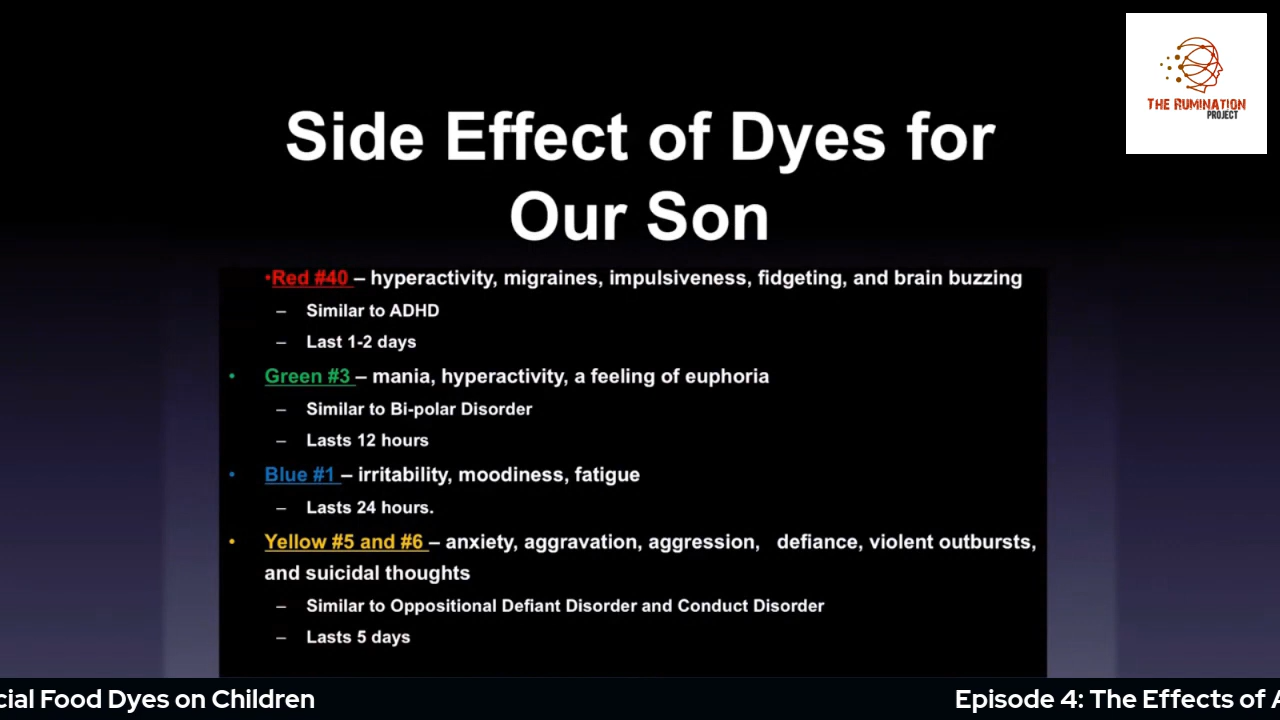 THE RUMINATION
PROJECT
Side Effect of Dyes for
Our Son
•Red #40 – hyperactivity, migraines, impulsiveness, fidgeting, and brain buzzing
– Similar to ADHD
– Last 1-2 days
• Green #3 – mania, hyperactivity, a feeling of euphoria
– Similar to Bi-polar Disorder
– Lasts 12 hours
• Blue #1 – irritability, moodiness, fatigue
– Lasts 24 hours.
• Yellow #5 and #6 – anxiety, aggravation, aggression, defiance, violent outbursts,
and suicidal thoughts
– Similar to Oppositional Defiant Disorder and Conduct Disorder
– Lasts 5 days
cial Food Dyes on Children Episode 4: The Effects of A